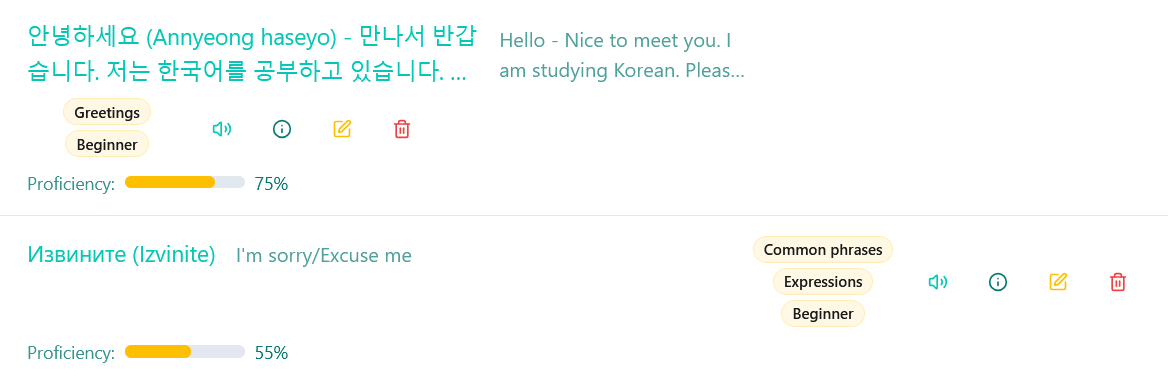 안녕하세요 (Annyeong haseyo) - 만나서 반갑
습니다. 저는 한국어를 공부하고 있습니다. ...
Hello - Nice to meet you. I
am studying Korean. Pleas...
Greetings
Beginner
Proficiency: 75%
Извините (Izvinite)
I'm sorry/Excuse me
Common phrases
Expressions
Beginner
Proficiency: 55%